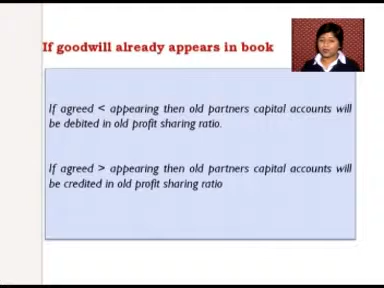 If goodwill already appears in book
If agreed < appearing then old partners capital accounts will
be debited in old profit sharing ratio.
If agreed > appearing then old partners capital accounts will
be credited in old profit sharing ratio